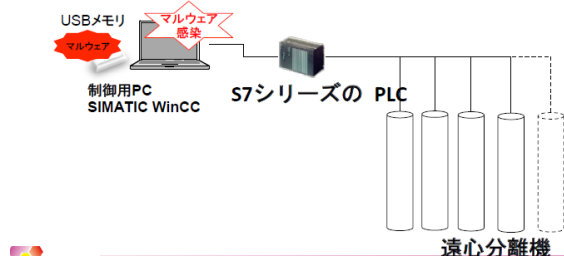 USBメモリ
マルウェア
マルウェア
感染
制御用PC
SIMATIC WinCC
S7シリーズの PLC
遠心分離機